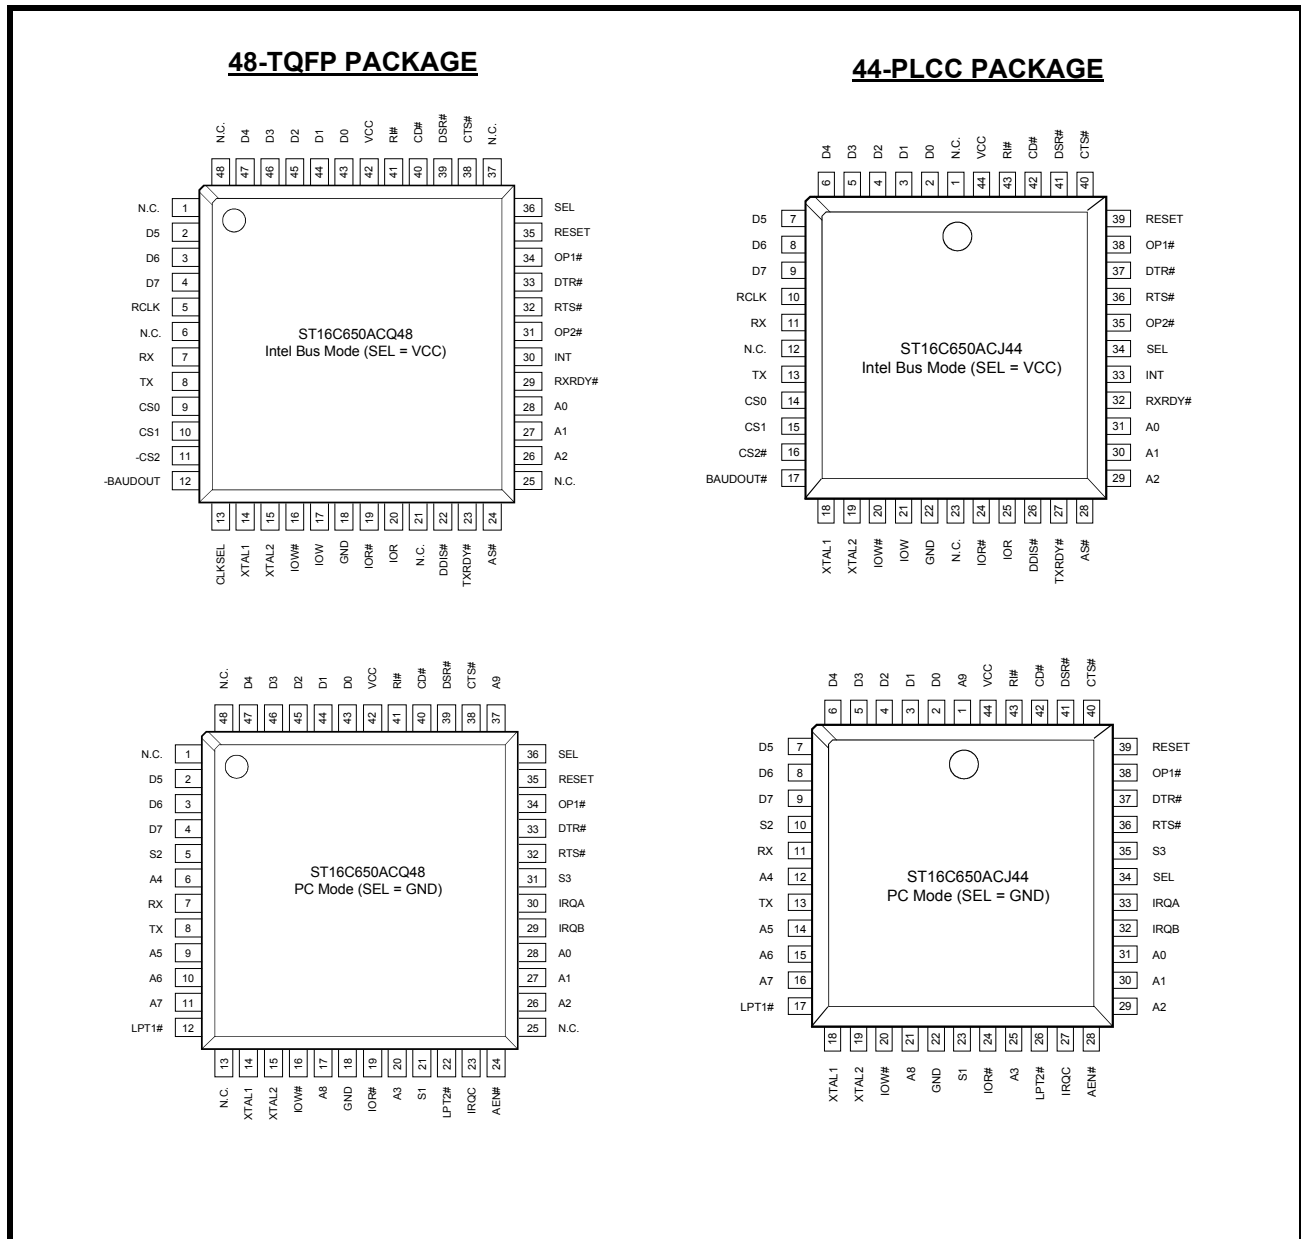 48-TQFP PACKAGE
44-PLCC PACKAGE
N.C. D4 D3 D2 D1 D0 VCC RI# CD# DSR# CTS# N.C.
48 47 46 45 44 43 42 41 40 39 38 37
N.C. 1
D5 2
D6 3
D7 4
RCLK 5
N.C. 6
RX 7
TX 8
CS0 9
CS1 10
-CS2 11
-BAUDOUT 12
ST16C650ACQ48
Intel Bus Mode (SEL = VCC)
36 SEL
35 RESET
34 OP1#
33 DTR#
32 RTS#
31 OP2#
30 INT
29 RXRDY#
28 A0
27 A1
26 A2
25 N.C.
13 14 15 16 17 18 19 20 21 22 23 24
CLKSEL XTAL1 XTAL2 IOW# IOW GND IOR# IOR N.C. DDIS# TXRDY# AS#
D4 D3 D2 D1 D0 N.C. VCC RI# CD# DSR# CTS#
6 5 4 3 2 1 44 43 42 41 40
D5 7
D6 8
D7 9
RCLK 10
RX 11
N.C. 12
TX 13
CS0 14
CS1 15
CS2# 16
BAUDOUT# 17
ST16C650ACJ44
Intel Bus Mode (SEL = VCC)
39 RESET
38 OP1#
37 DTR#
36 RTS#
35 OP2#
34 SEL
33 INT
32 RXRDY#
31 A0
30 A1
29 A2
18 19 20 21 22 23 24 25 26 27 28
XTAL1 XTAL2 IOW# IOW GND N.C. IOR# IOR DDIS# TXRDY# AS#
N.C. D4 D3 D2 D1 D0 VCC RI# CD# DSR# CTS# A9
48 47 46 45 44 43 42 41 40 39 38 37
N.C. 1
D5 2
D6 3
D7 4
S2 5
A4 6
RX 7
TX 8
A5 9
A6 10
A7 11
LPT1# 12
ST16C650ACQ48
PC Mode (SEL = GND)
36 SEL
35 RESET
34 OP1#
33 DTR#
32 RTS#
31 S3
30 IRQA
29 IRQB
28 A0
27 A1
26 A2
25 N.C.
13 14 15 16 17 18 19 20 21 22 23 24
N.C. XTAL1 XTAL2 IOW# A8 GND IOR# A3 S1 LPT2# IRQC AEN#
D4 D3 D2 D1 D0 A9 VCC RI# CD# DSR# CTS#
6 5 4 3 2 1 44 43 42 41 40
D5 7
D6 8
D7 9
S2 10
RX 11
A4 12
TX 13
A5 14
A6 15
A7 16
LPT1# 17
ST16C650ACJ44
PC Mode (SEL = GND)
39 RESET
38 OP1#
37 DTR#
36 RTS#
35 S3
34 SEL
33 IRQA
32 IRQB
31 A0
30 A1
29 A2
18 19 20 21 22 23 24 25 26 27 28
XTAL1 XTAL2 IOW# A8 GND S1 IOR# A3 LPT2# IRQC AEN#